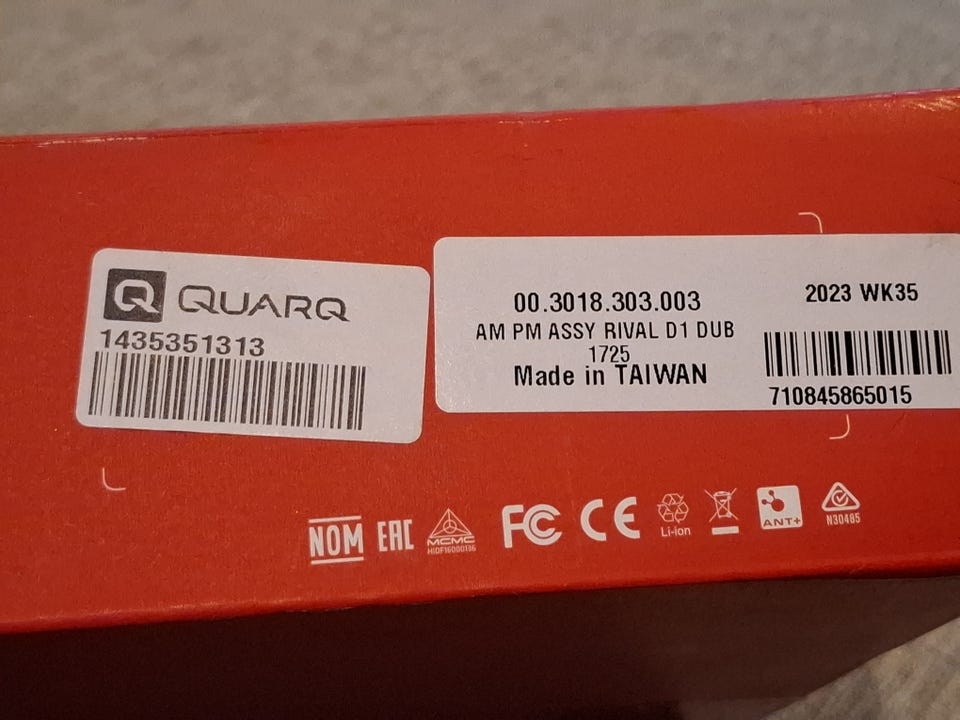 Q QUARQ
1435351313
00.3018.303.003
AM PM ASSY RIVAL D1 DUB
1725
Made in TAIWAN
2023 WK35
710845865015
NOM EAC MCMC FC CE Li-ion ANT+ N30485
HIDF16000136